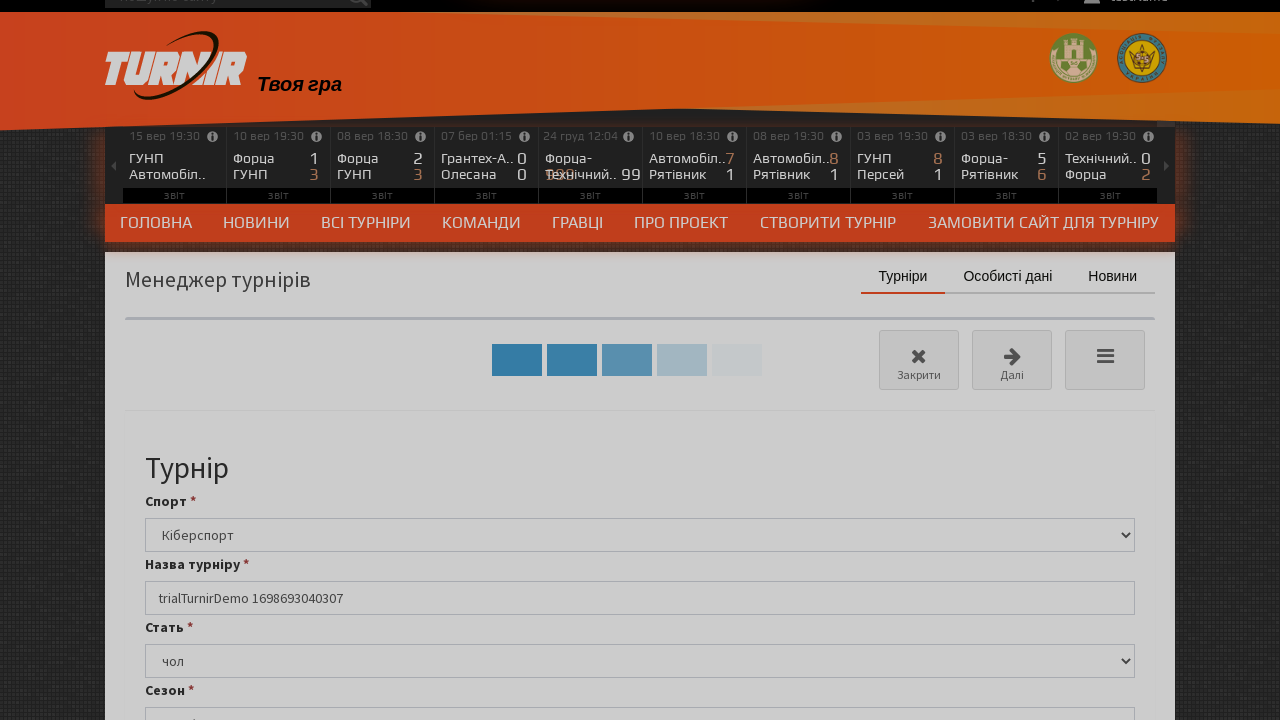 TURNIR
Твоя гра
15 вер 19:30
ГУНП
Автомобіл..
звіт
10 вер 19:30
Форца 1
ГУНП 3
звіт
08 вер 18:30
Форца 2
ГУНП 3
звіт
07 бер 01:15
Грантех-А.. 0
Олесана 0
звіт
24 груд 12:04
Форца-
Технічний.. 99
звіт
10 вер 18:30
Автомобіл.. 7
Рятівник 1
звіт
08 вер 19:30
Автомобіл.. 8
Рятівник 1
звіт
03 вер 19:30
ГУНП 8
Персей 1
звіт
03 вер 18:30
Форца- 5
Рятівник 6
звіт
02 вер 19:30
Технічний.. 0
Форца 2
звіт
ГОЛОВНА НОВИНИ ВСІ ТУРНІРИ КОМАНДИ ГРАВЦІ ПРО ПРОЕКТ СТВОРИТИ ТУРНІР ЗАМОВИТИ САЙТ ДЛЯ ТУРНІРУ
Менеджер турнірів
Турніри Особисті дані Новини
Закрити Далі
Турнір
Спорт *
Кіберспорт
Назва турніру *
trialTurnirDemo 1698693040307
Стать *
чол
Сезон *